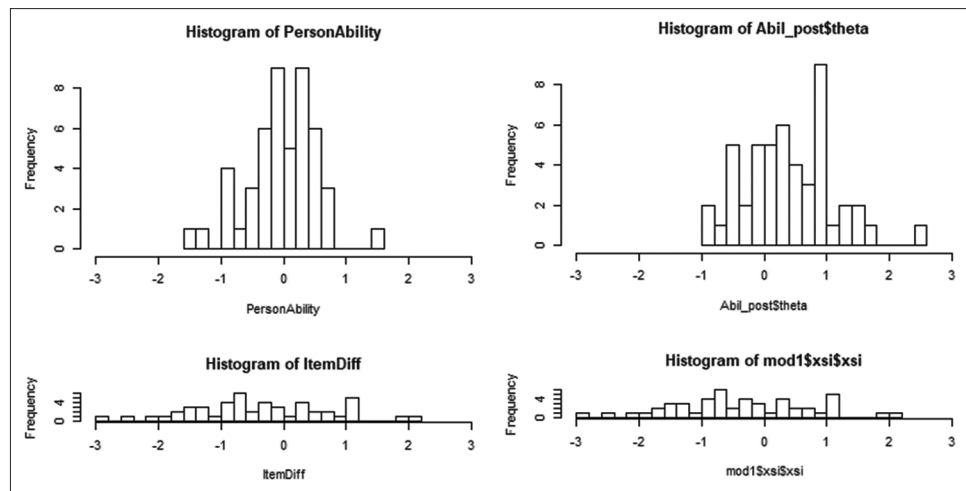 Histogram of PersonAbility
Frequency
8
6
4
2
0
-3 -2 -1 0 1 2 3
PersonAbility
Histogram of Abil_post$theta
Frequency
8
6
4
2
0
-3 -2 -1 0 1 2 3
Abil_post$theta
Histogram of ItemDiff
Frequency
4
0
-3 -2 -1 0 1 2 3
ItemDiff
Histogram of mod1$xsi$xsi
Frequency
4
0
-3 -2 -1 0 1 2 3
mod1$xsi$xsi